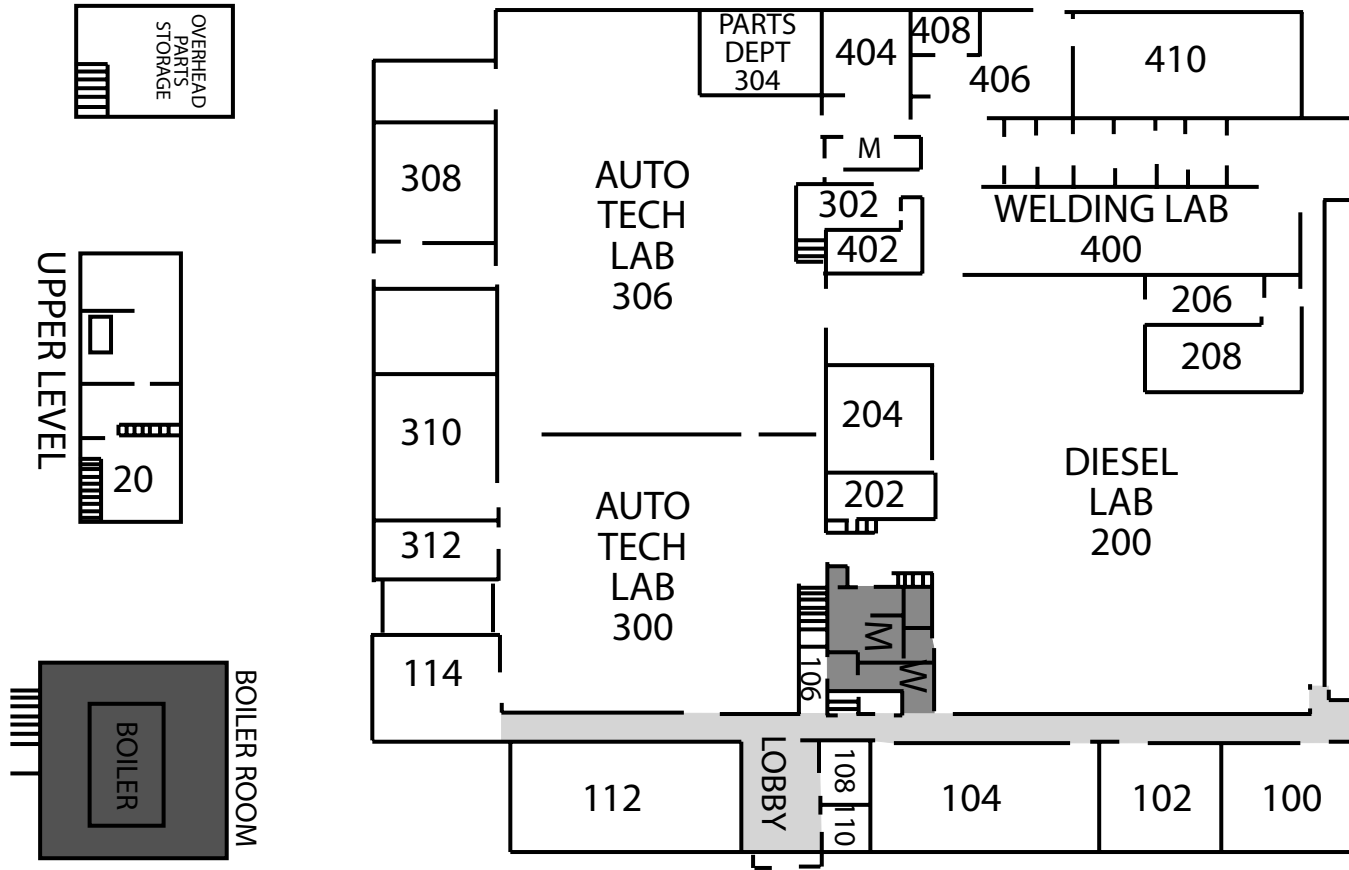 OVERHEAD
PARTS
STORAGE
UPPER LEVEL
20
BOILER ROOM
BOILER
PARTS
DEPT
304
404
408
406
410
308
AUTO
TECH
LAB
306
M
302
402
WELDING LAB
400
206
208
310
204
202
312
AUTO
TECH
LAB
300
DIESEL
LAB
200
114
106
M
W
LOBBY
112
108
110
104
102
100